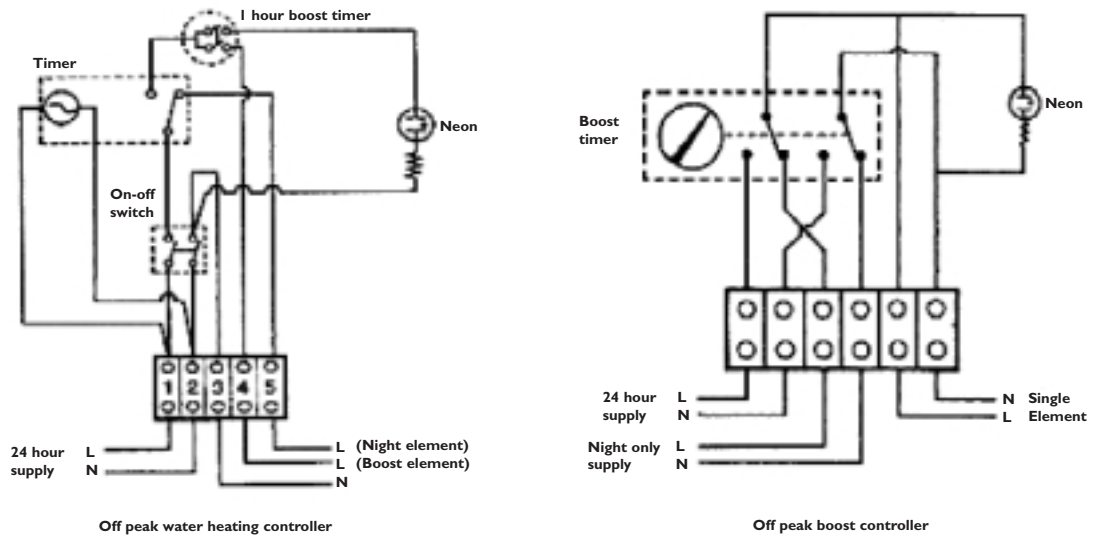 1 hour boost timer
Timer
Neon
On-off
switch
1 2 3 4 5
24 hour
supply
L
N
L (Night element)
L (Boost element)
N
Off peak water heating controller
Boost
timer
Neon
24 hour
supply
L
N
Night only
supply
L
N
N Single
L Element
Off peak boost controller